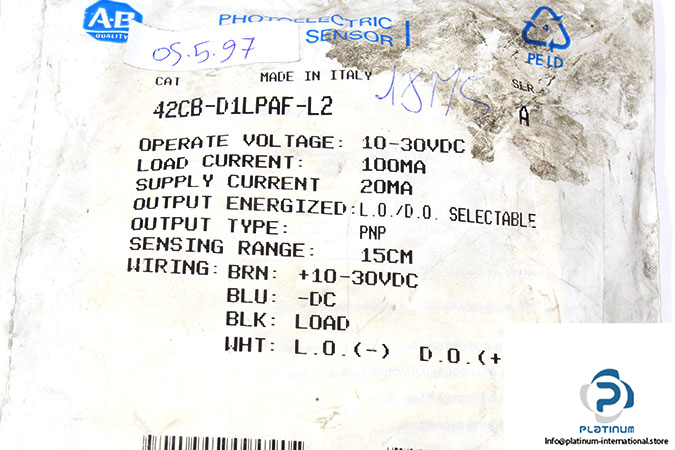 A-B
QUALITY
PHOTOELECTRIC
SENSOR
05.5.97
PE LD
CAT
MADE IN ITALY
SER
42CB-D1LPAF-L2
A
OPERATE VOLTAGE: 10-30VDC
LOAD CURRENT: 100MA
SUPPLY CURRENT 20MA
OUTPUT ENERGIZED: L.O./D.O. SELECTABLE
OUTPUT TYPE: PNP
SENSING RANGE: 15CM
WIRING: BRN: +10-30VDC
BLU: -DC
BLK: LOAD
WHT: L.O.(-) D.O.(+
PLATINUM
Info@platinum-international.store